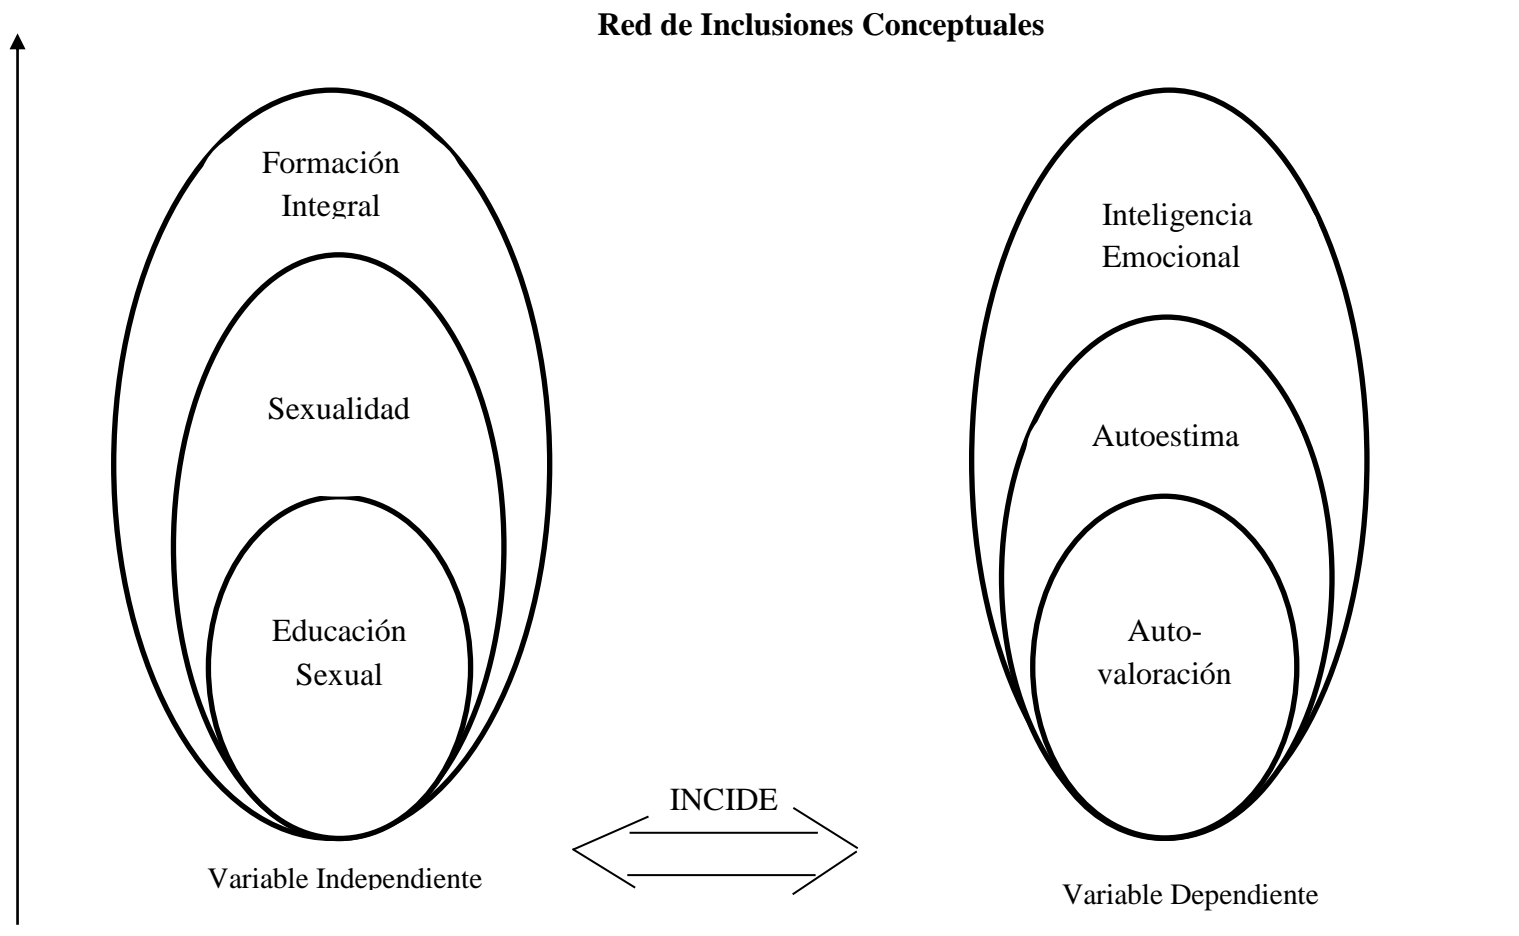 Red de Inclusiones Conceptuales
Formación
Integral
Sexualidad
Educación
Sexual
Variable Independiente
INCIDE
Inteligencia
Emocional
Autoestima
Auto-
valoración
Variable Dependiente